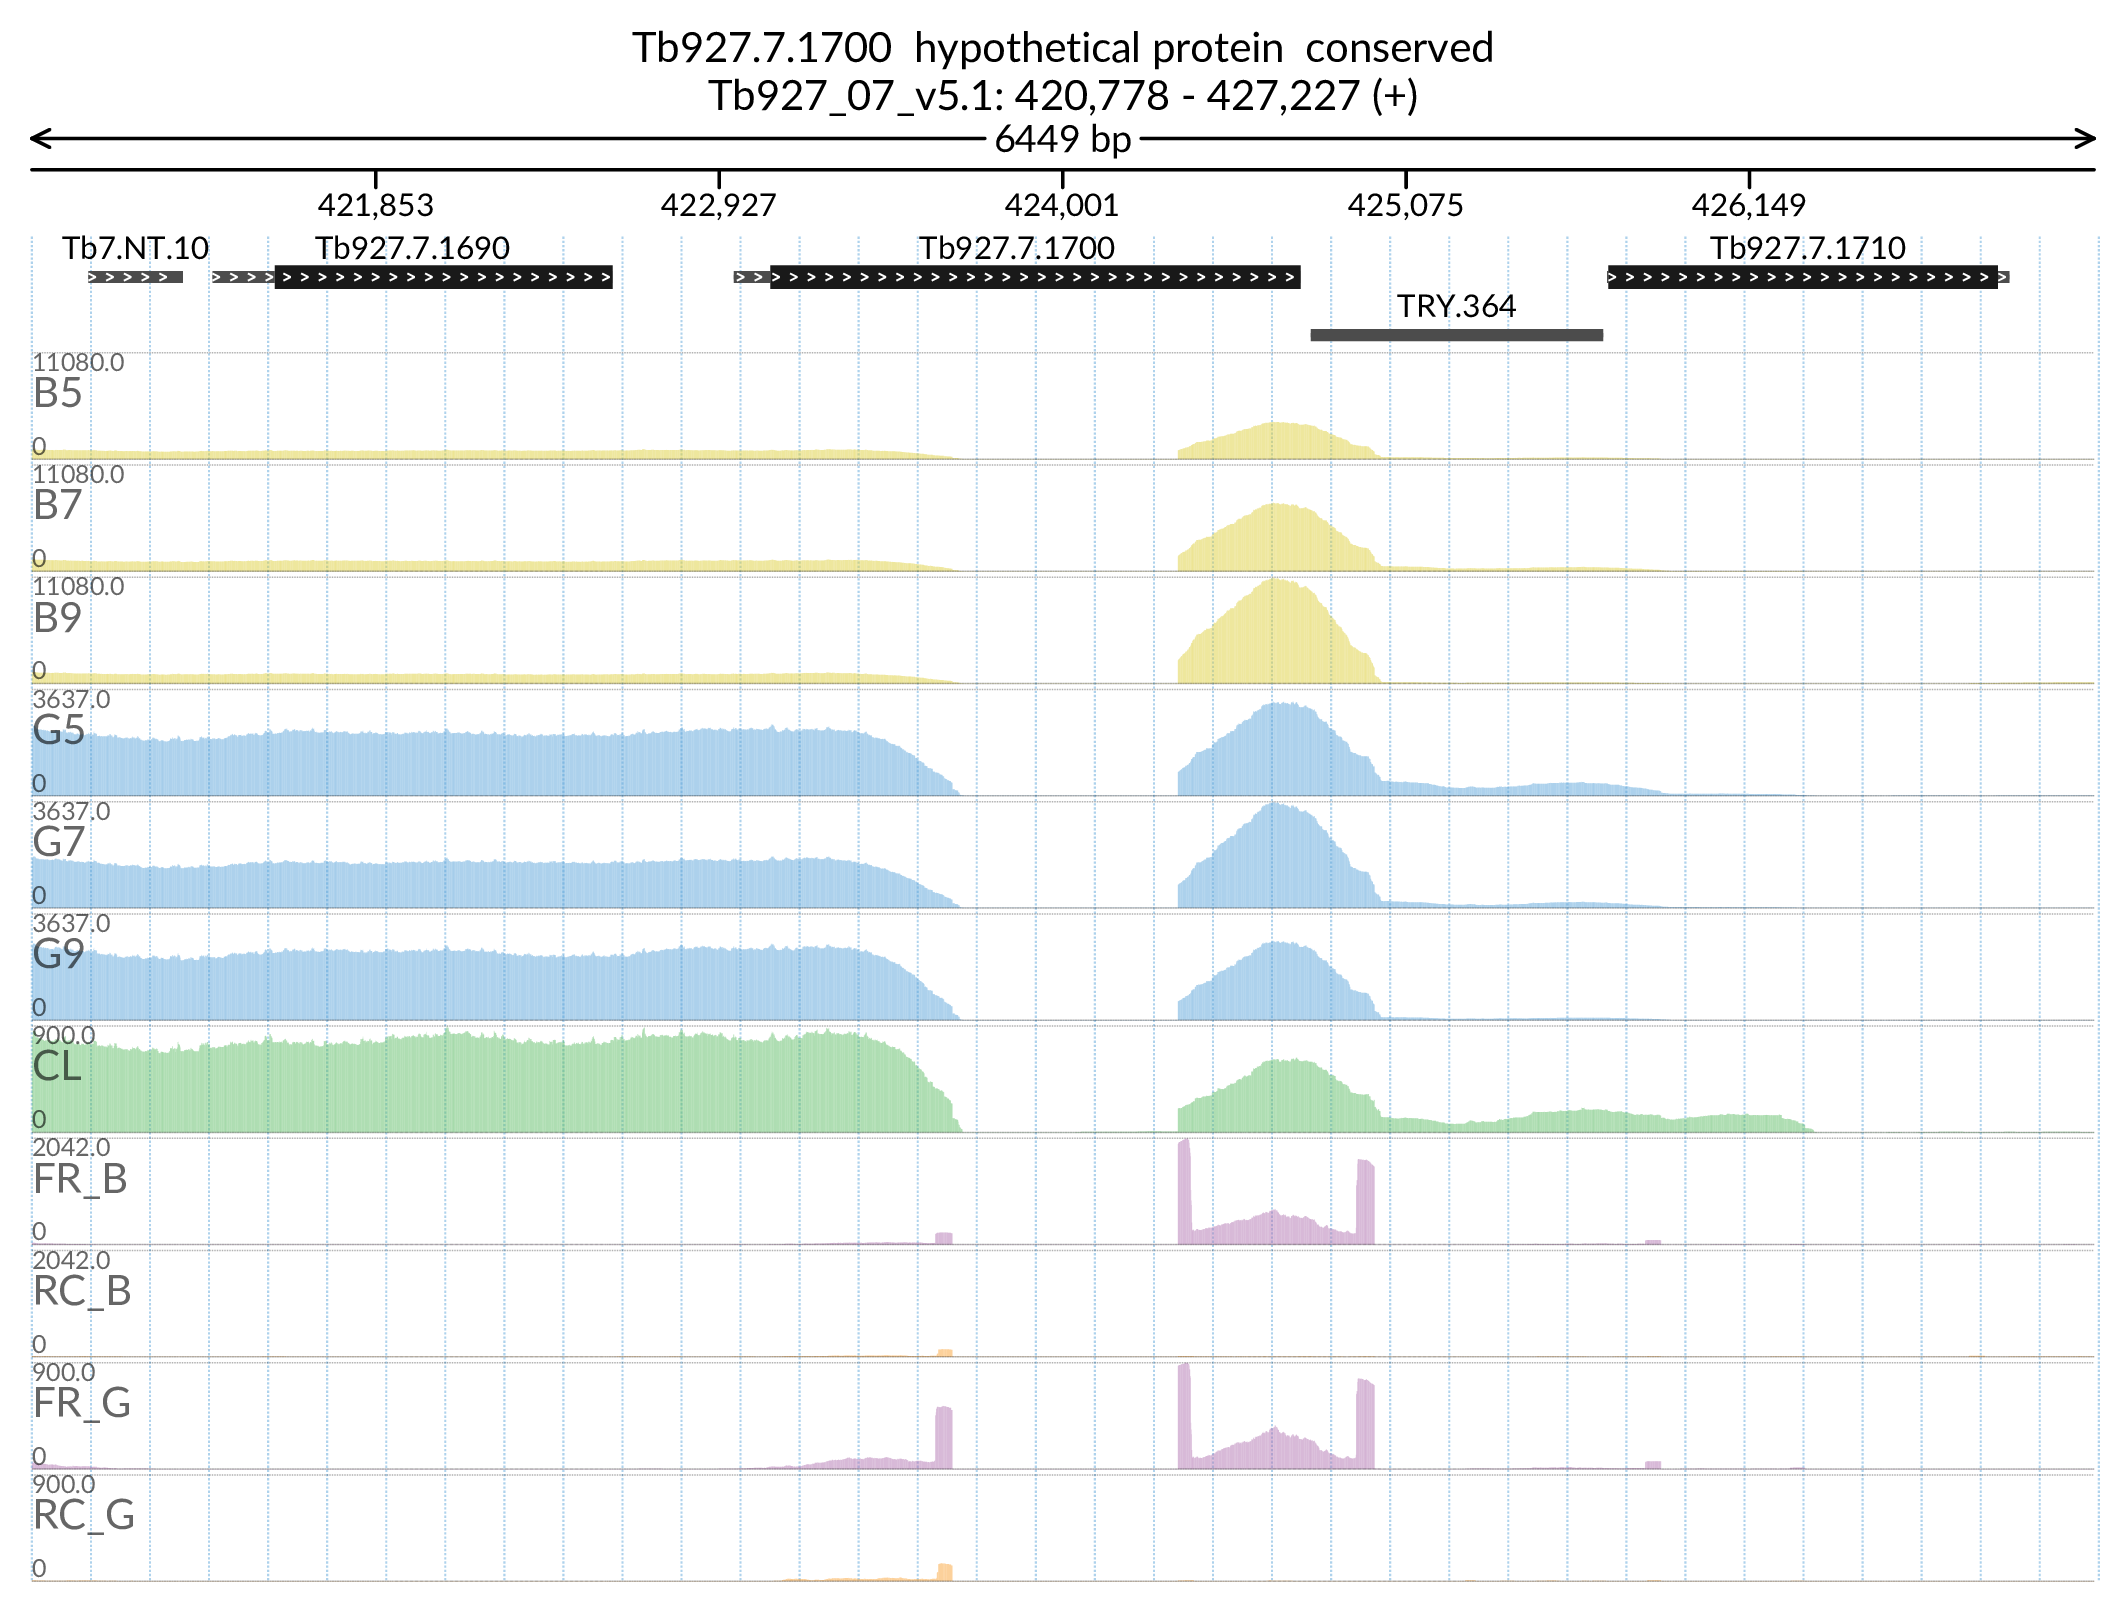 Tb927.7.1700 hypothetical protein conserved
Tb927_07_v5.1: 420,778 - 427,227 (+)
6449 bp
421,853 422,927 424,001 425,075 426,149
Tb7.NT.10 Tb927.7.1690 Tb927.7.1700 Tb927.7.1710
TRY.364
11080.0
B5
0
11080.0
B7
0
11080.0
B9
0
3637.0
G5
0
3637.0
G7
0
3637.0
G9
0
900.0
CL
0
2042.0
FR_B
0
2042.0
RC_B
0
900.0
FR_G
0
900.0
RC_G
0